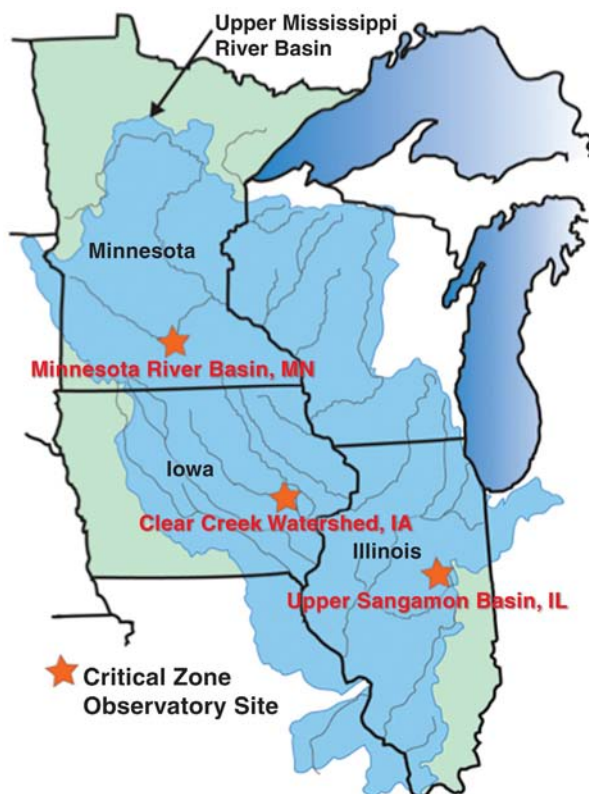 Upper Mississippi
River Basin
Minnesota
Minnesota River Basin, MN
Iowa
Clear Creek Watershed, IA
Illinois
Upper Sangamon Basin, IL
Critical Zone
Observatory Site